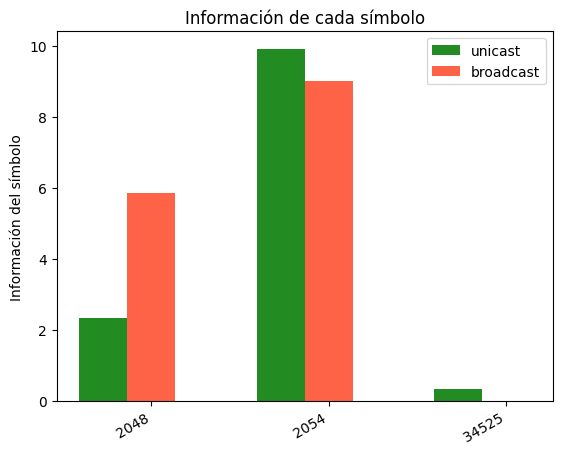 Información de cada símbolo
unicast
broadcast
Información del símbolo
10
8
6
4
2
0
2048
2054
34525